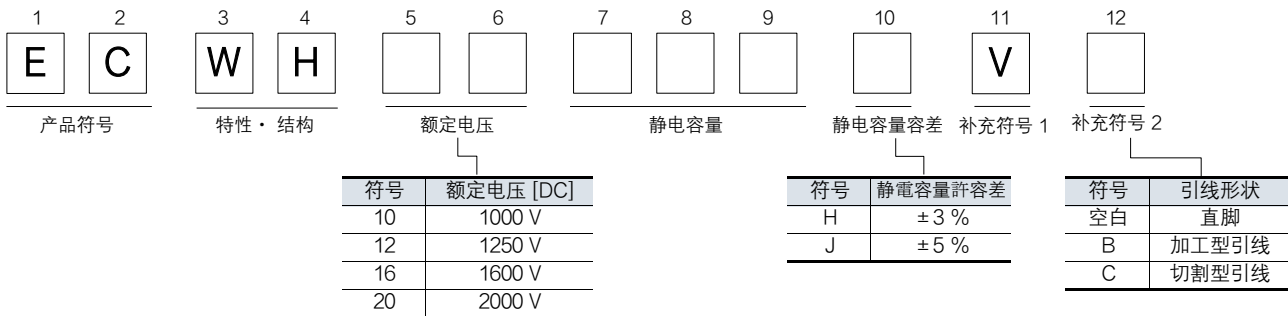 1 2 3 4 5 6 7 8 9 10 11 12
E C W H V
产品符号 特性・结构 额定电压 静电容量 静电容量容差 补充符号 1 补充符号 2
符号 额定电压 [DC]
10 1000 V
12 1250 V
16 1600 V
20 2000 V
符号 静電容量許容差
H ±3 %
J ±5 %
符号 引线形状
空白 直脚
B 加工型引线
C 切割型引线